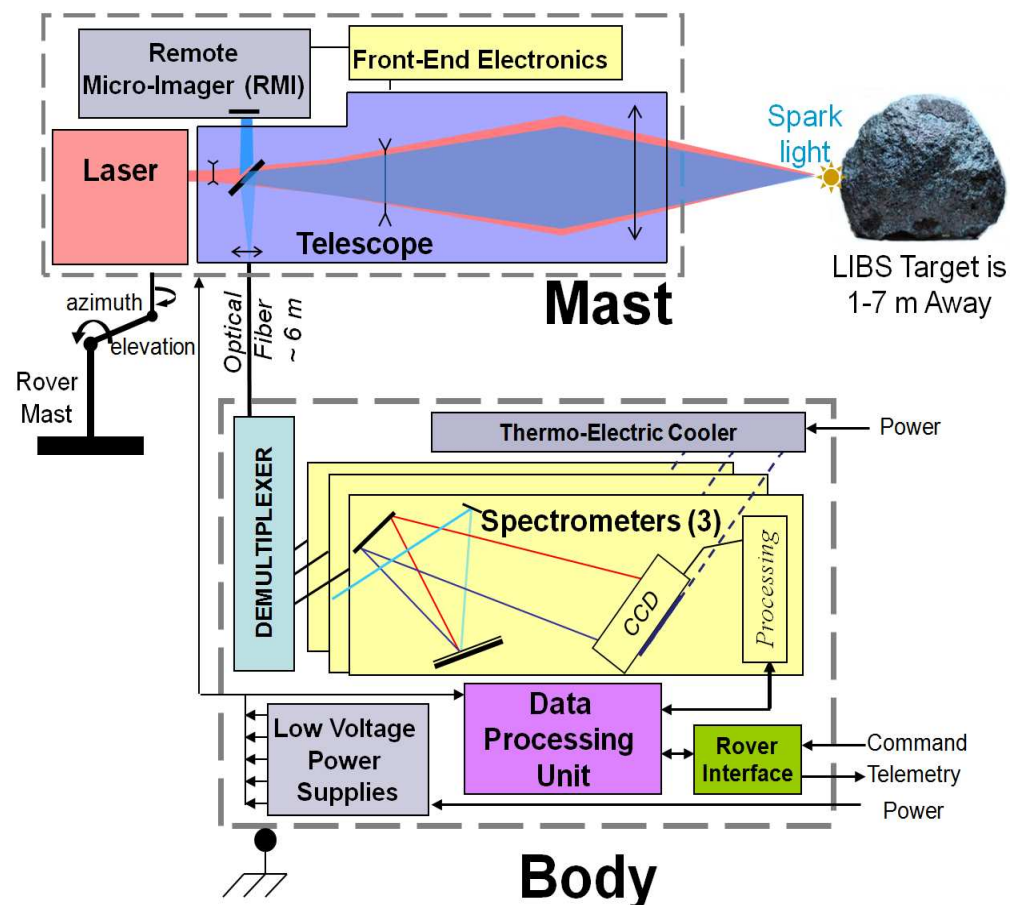 Remote
Micro-Imager (RMI)
Front-End Electronics
Laser
Telescope
Spark
light
LIBS Target is
1-7 m Away
Mast
azimuth
elevation
Rover
Mast
Optical
Fiber
~ 6 m
Thermo-Electric Cooler
Power
DEMULTIPLEXER
Spectrometers (3)
CCD
Processing
Data
Processing
Unit
Low Voltage
Power
Supplies
Rover
Interface
Command
Telemetry
Power
Body